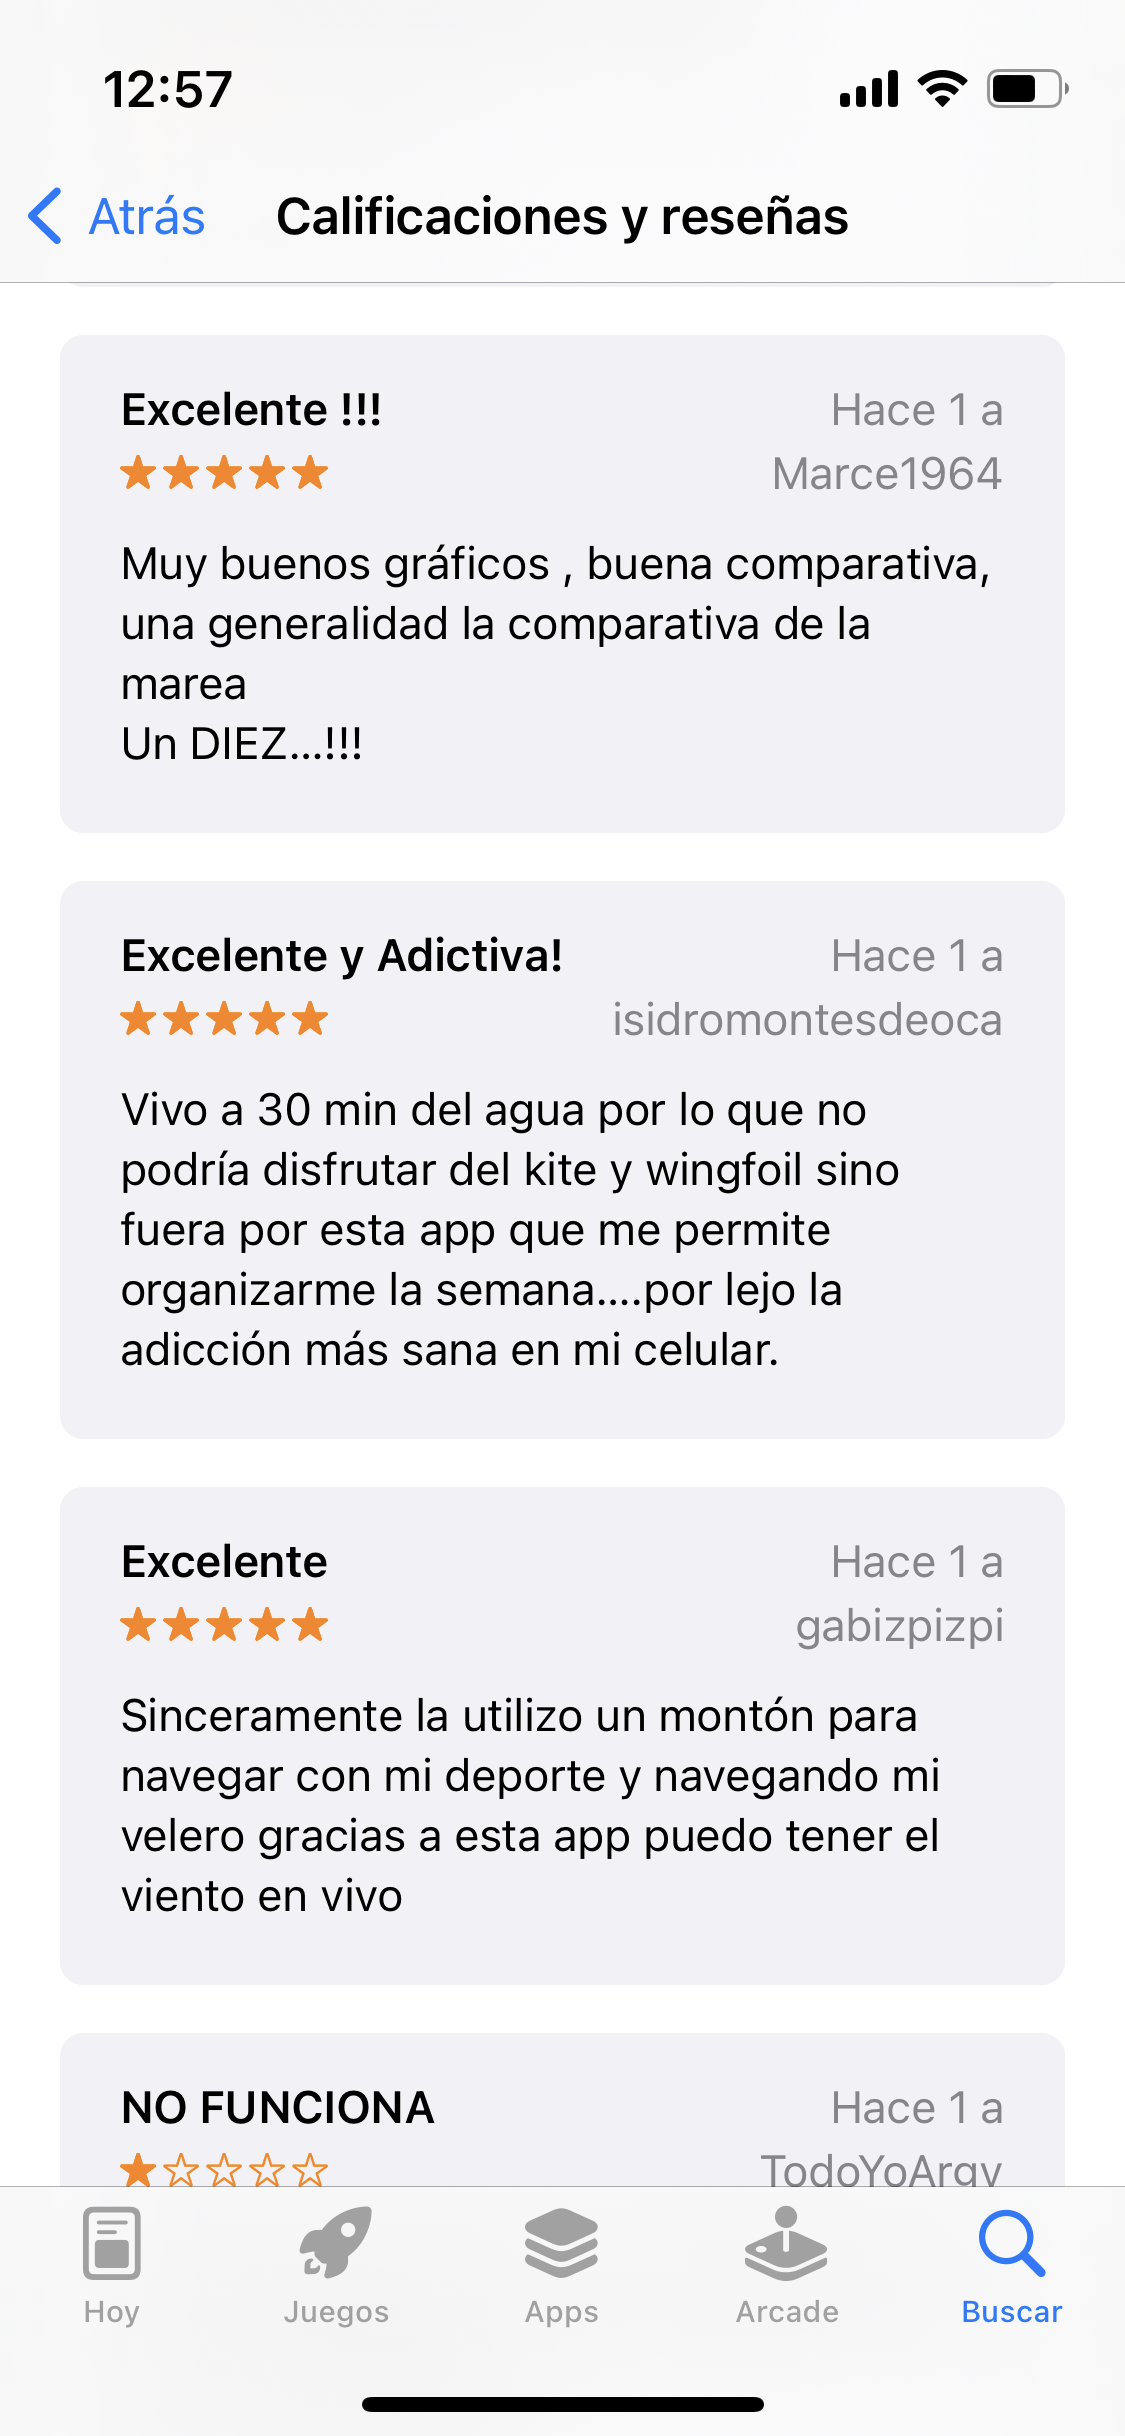 12:57
Atrás Calificaciones y reseñas
Excelente !!! Hace 1 a
Marce1964
Muy buenos gráficos , buena comparativa,
una generalidad la comparativa de la
marea
Un DIEZ...!!!
Excelente y Adictiva! Hace 1 a
isidromontesdeoca
Vivo a 30 min del agua por lo que no
podría disfrutar del kite y wingfoil sino
fuera por esta app que me permite
organizarme la semana....por lejo la
adicción más sana en mi celular.
Excelente Hace 1 a
gabizpizpi
Sinceramente la utilizo un montón para
navegar con mi deporte y navegando mi
velero gracias a esta app puedo tener el
viento en vivo
NO FUNCIONA Hace 1 a
TodoYoArgv
Hoy Juegos Apps Arcade Buscar